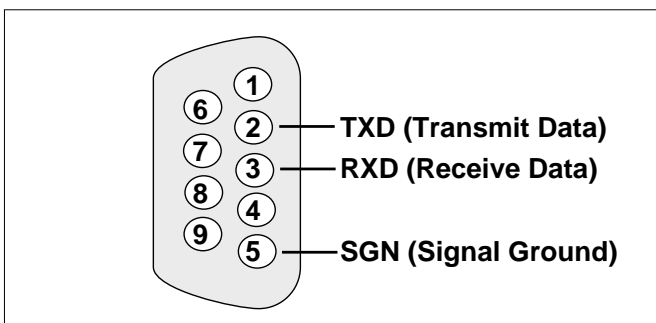 1
6
2 TXD (Transmit Data)
7
3 RXD (Receive Data)
8
4
9
5 SGN (Signal Ground)